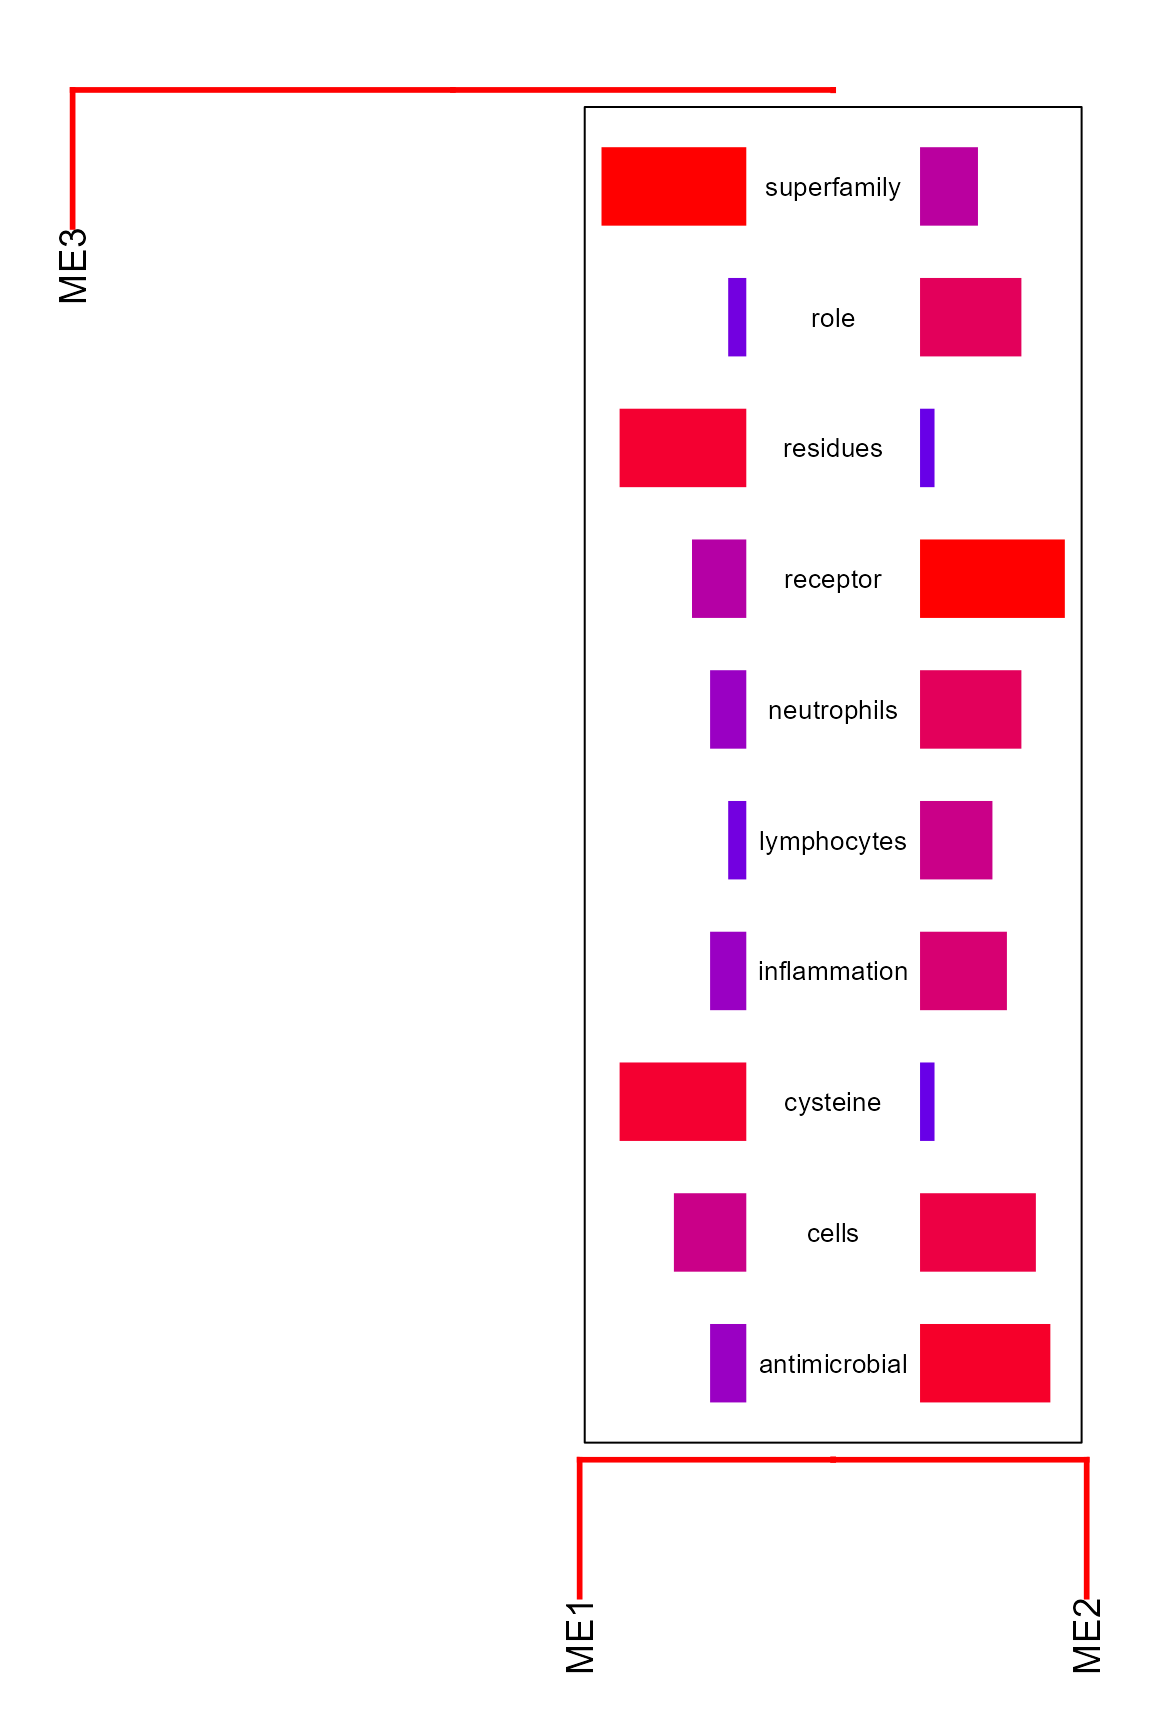 ME3
superfamily
role
residues
receptor
neutrophils
lymphocytes
inflammation
cysteine
cells
antimicrobial
ME1
ME2